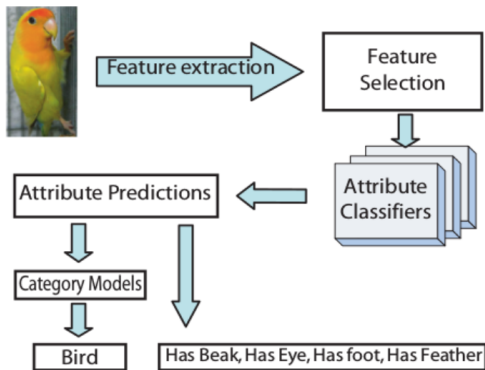 Feature extraction
Feature
Selection
Attribute Predictions
Attribute
Classifiers
Category Models
Bird
Has Beak, Has Eye, Has foot, Has Feather